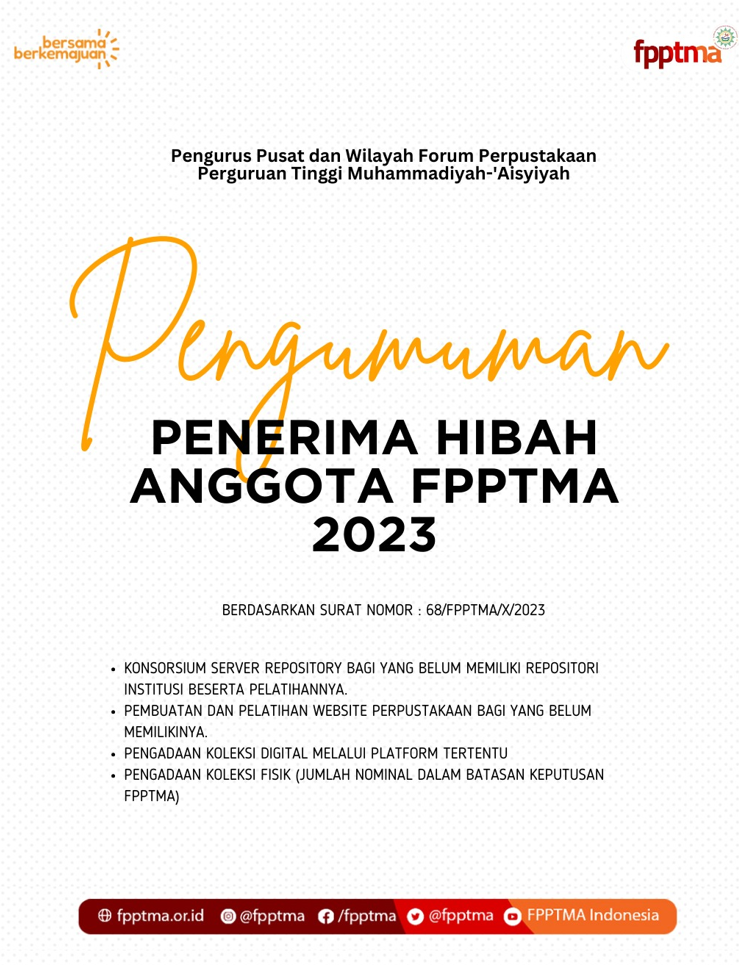 bersama
berkemajuan
fpptma
Pengurus Pusat dan Wilayah Forum Perpustakaan
Perguruan Tinggi Muhammadiyah-'Aisyiyah
Pengumuman
PENERIMA HIBAH
ANGGOTA FPPTMA
2023
BERDASARKAN SURAT NOMOR : 68/FPPTMA/X/2023
• KONSORSIUM SERVER REPOSITORY BAGI YANG BELUM MEMILIKI REPOSITORI
INSTITUSI BESERTA PELATIHANNYA.
• PEMBUATAN DAN PELATIHAN WEBSITE PERPUSTAKAAN BAGI YANG BELUM
MEMILIKINYA.
• PENGADAAN KOLEKSI DIGITAL MELALUI PLATFORM TERTENTU
• PENGADAAN KOLEKSI FISIK (JUMLAH NOMINAL DALAM BATASAN KEPUTUSAN
FPPTMA)
fpptma.or.id @fpptma /fpptma @fpptma FPPTMA Indonesia